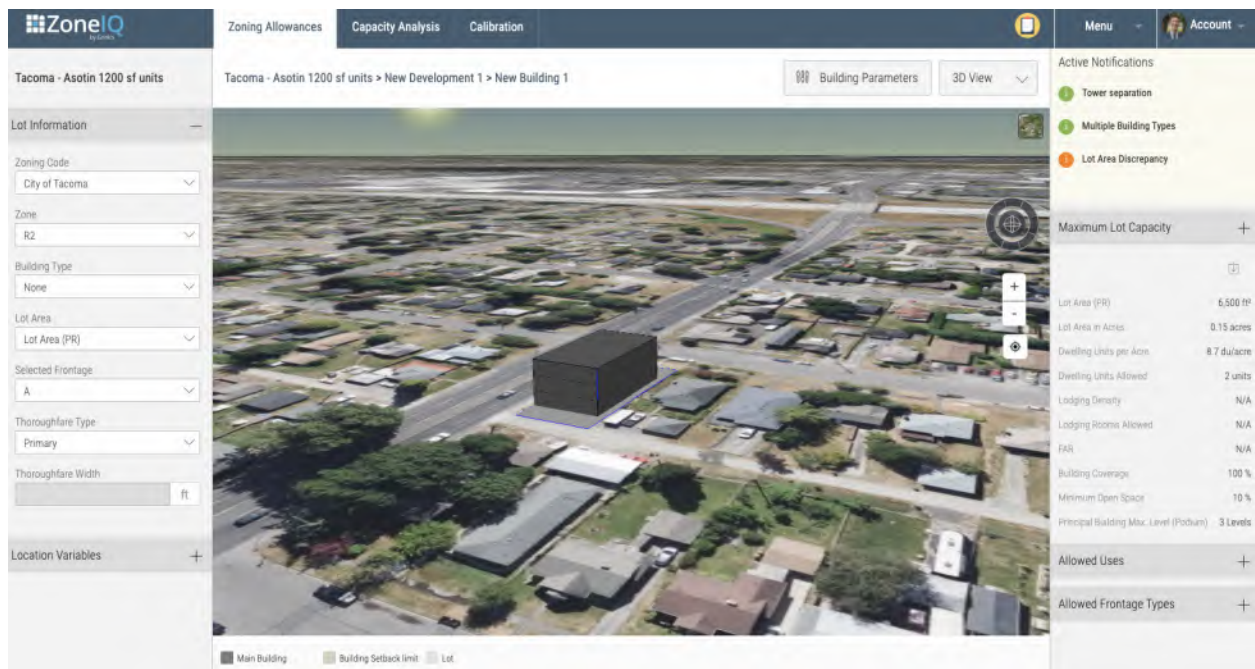 ZoneIQ
by Gridics
Zoning Allowances
Capacity Analysis
Calibration
Menu
Account
Tacoma - Asotin 1200 sf units
Tacoma - Asotin 1200 sf units > New Development 1 > New Building 1
Building Parameters
3D View
Active Notifications
Tower separation
Multiple Building Types
Lot Area Discrepancy
Lot Information
Zoning Code
City of Tacoma
Zone
R2
Building Type
None
Lot Area
Lot Area (PR)
Selected Frontage
A
Thoroughfare Type
Primary
Thoroughfare Width
ft
Location Variables
+
-
Maximum Lot Capacity
Lot Area (PR) 6,500 ft²
Lot Area in Acres 0.15 acres
Dwelling Units per Acre 8.7 du/acre
Dwelling Units Allowed 2 units
Lodging Density N/A
Lodging Rooms Allowed N/A
FAR N/A
Building Coverage 100 %
Minimum Open Space 10 %
Principal Building Max. Level (Podium) 3 Levels
Allowed Uses
Allowed Frontage Types
Main Building
Building Setback limit
Lot